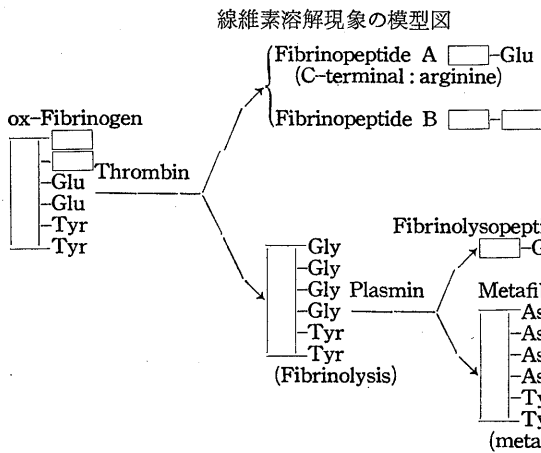 線維素溶解現象の模型図
Fibrinopeptide A -Glu
(C-terminal : arginine)
Fibrinopeptide B
ox-Fibrinogen
Thrombin
-Glu
-Glu
-Tyr
Tyr
Gly
-Gly
-Gly
-Gly
-Tyr
Tyr
(Fibrinolysis)
Plasmin
Fibrinolysopepti
-G
Metafi
As
-As
-As
-As
-Ty
Ty
(meta